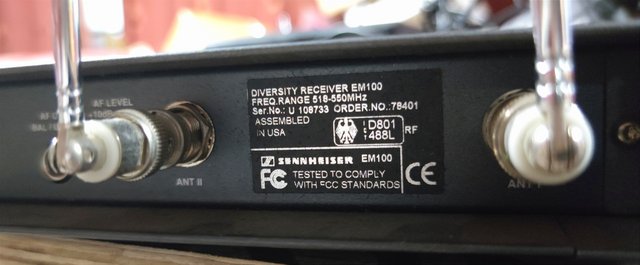 DIVERSITY RECEIVER EM100
FREQ.RANGE 518-550MHz
Ser.No.: U 108733 ORDER.NO.:78401
ASSEMBLED
IN USA
D801
488L
RF
SENNHEISER EM100
FC TESTED TO COMPLY
WITH FCC STANDARDS
CE
AF LEVEL
ANT II
ANT I